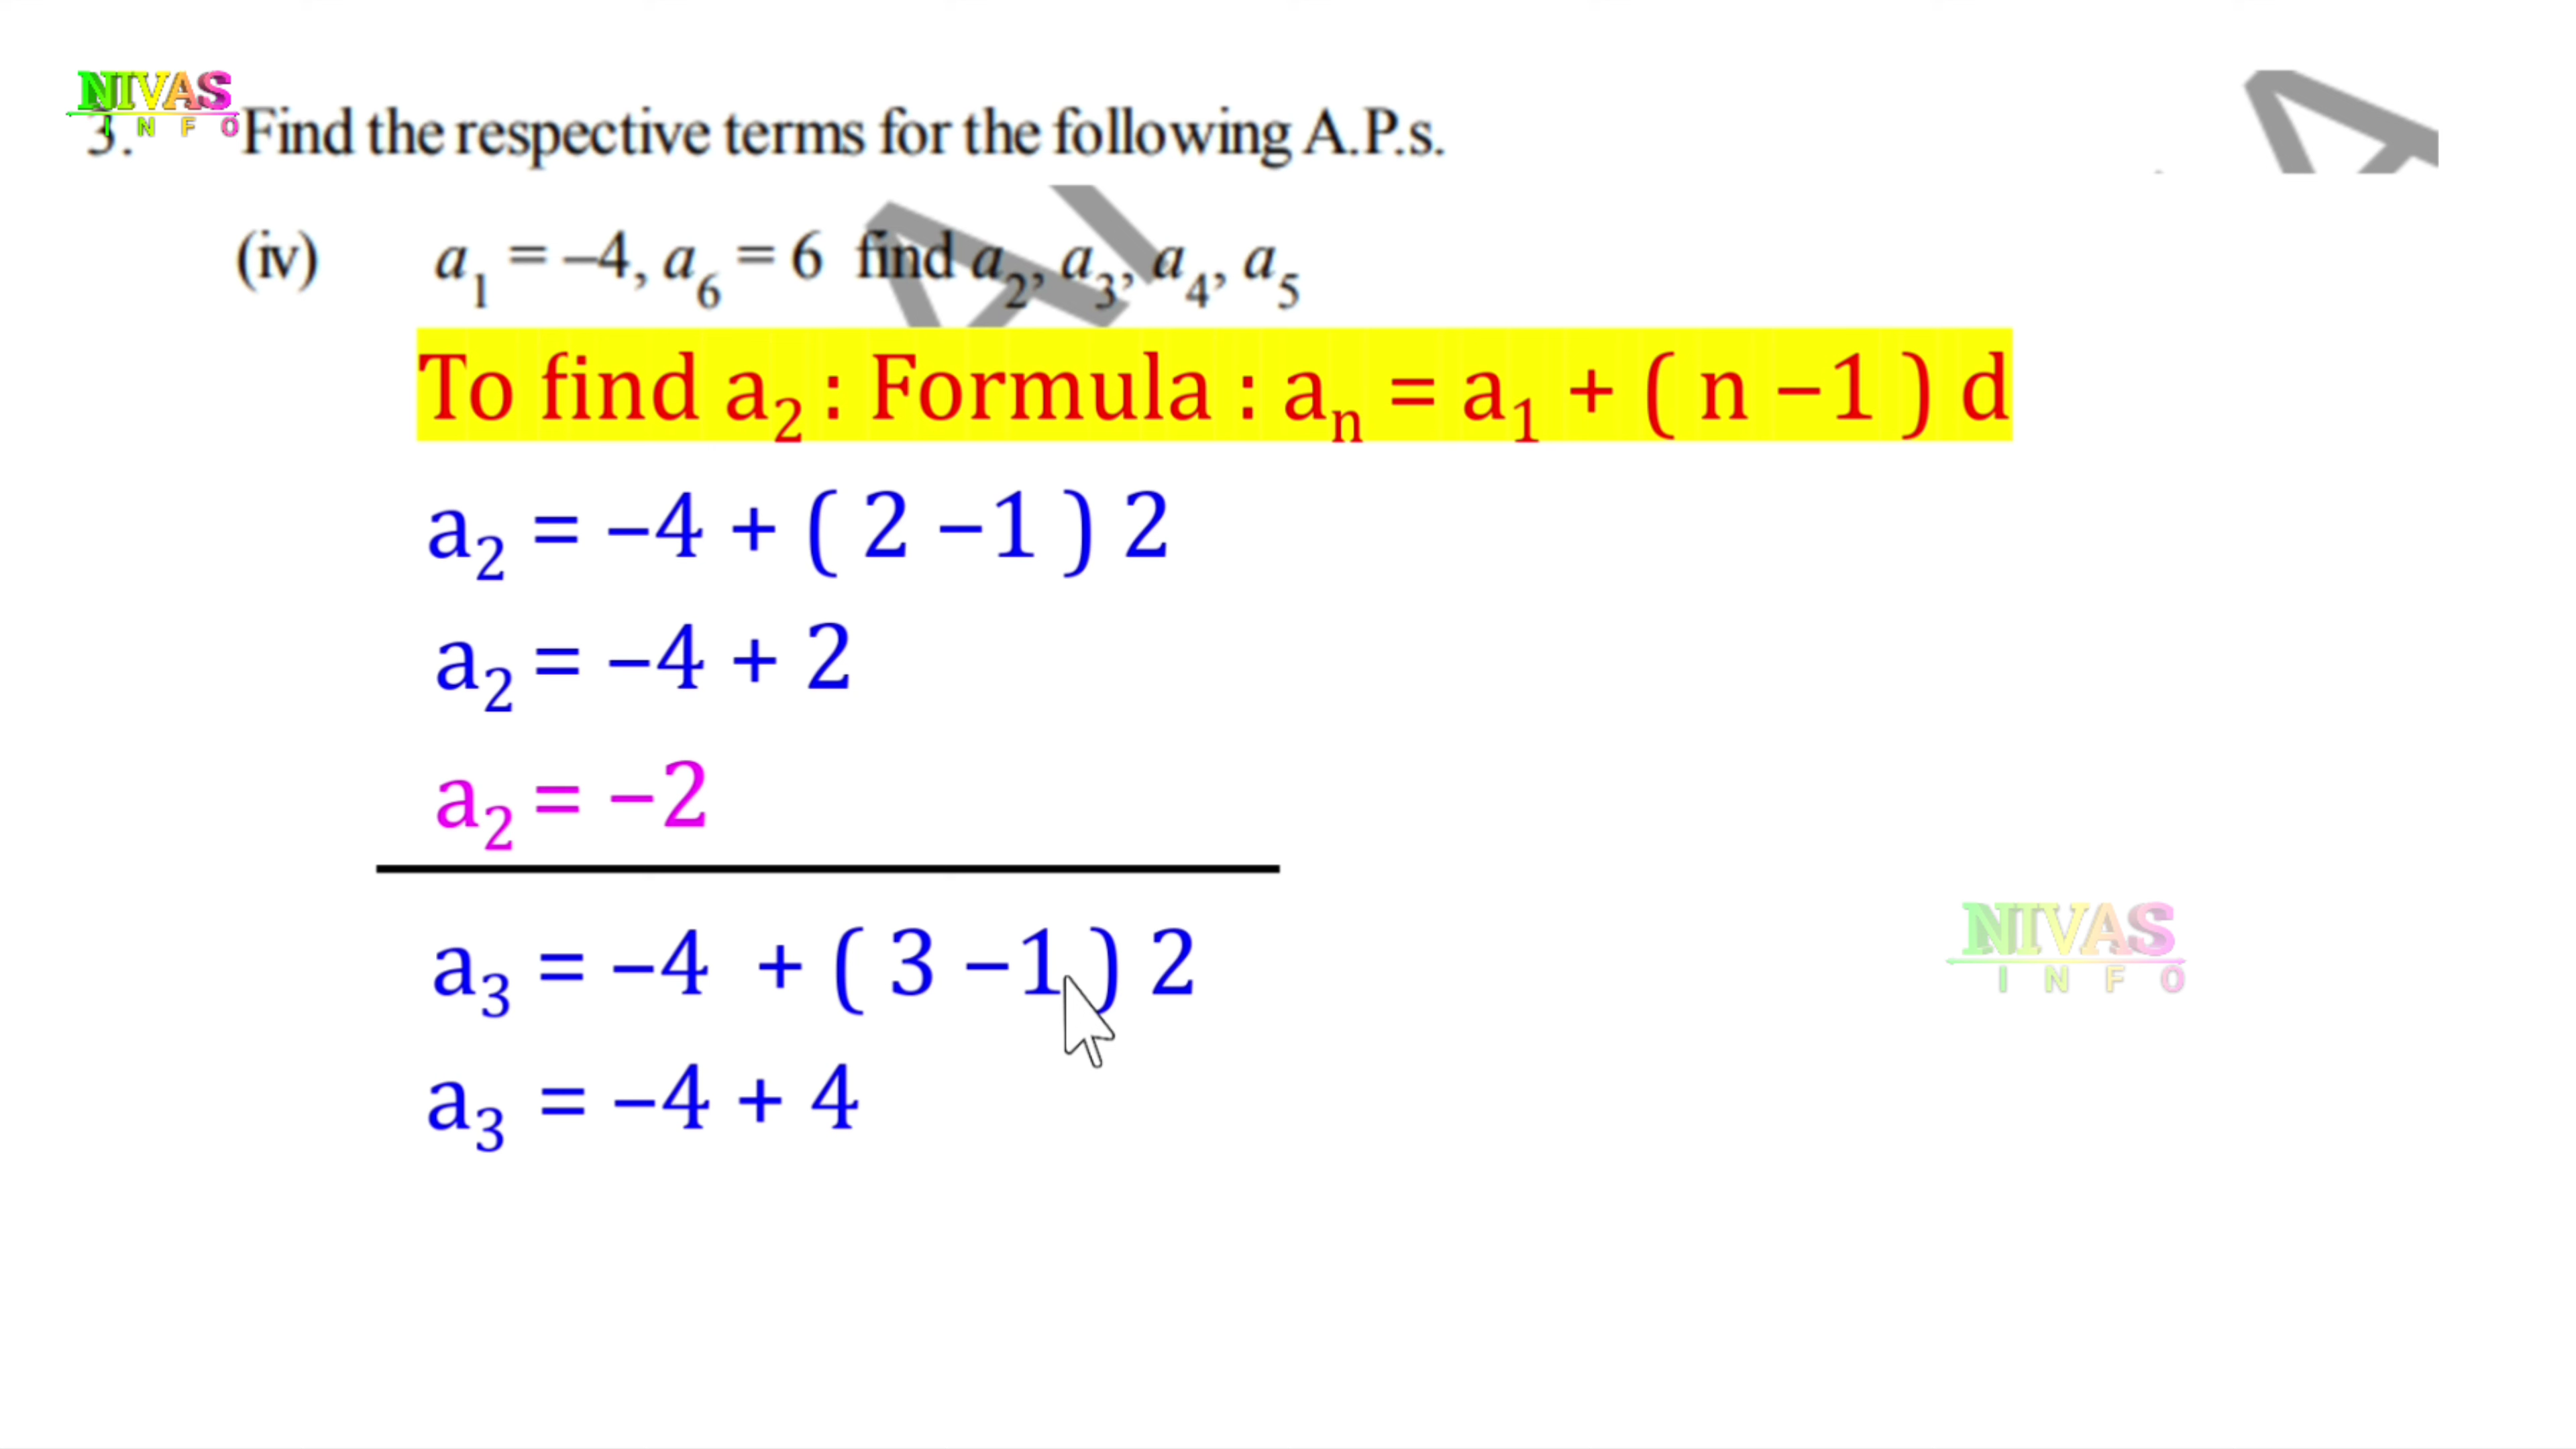 NIVAS
INFO
3. Find the respective terms for the following A.P.s.
(iv) a₁ = –4, a₆ = 6 find a₂, a₃, a₄, a₅
To find a₂ : Formula : aₙ = a₁ + ( n –1 ) d
a₂ = –4 + ( 2 –1 ) 2
a₂ = –4 + 2
a₂ = –2
a₃ = –4 + ( 3 –1 ) 2
NIVAS
INFO
a₃ = –4 + 4